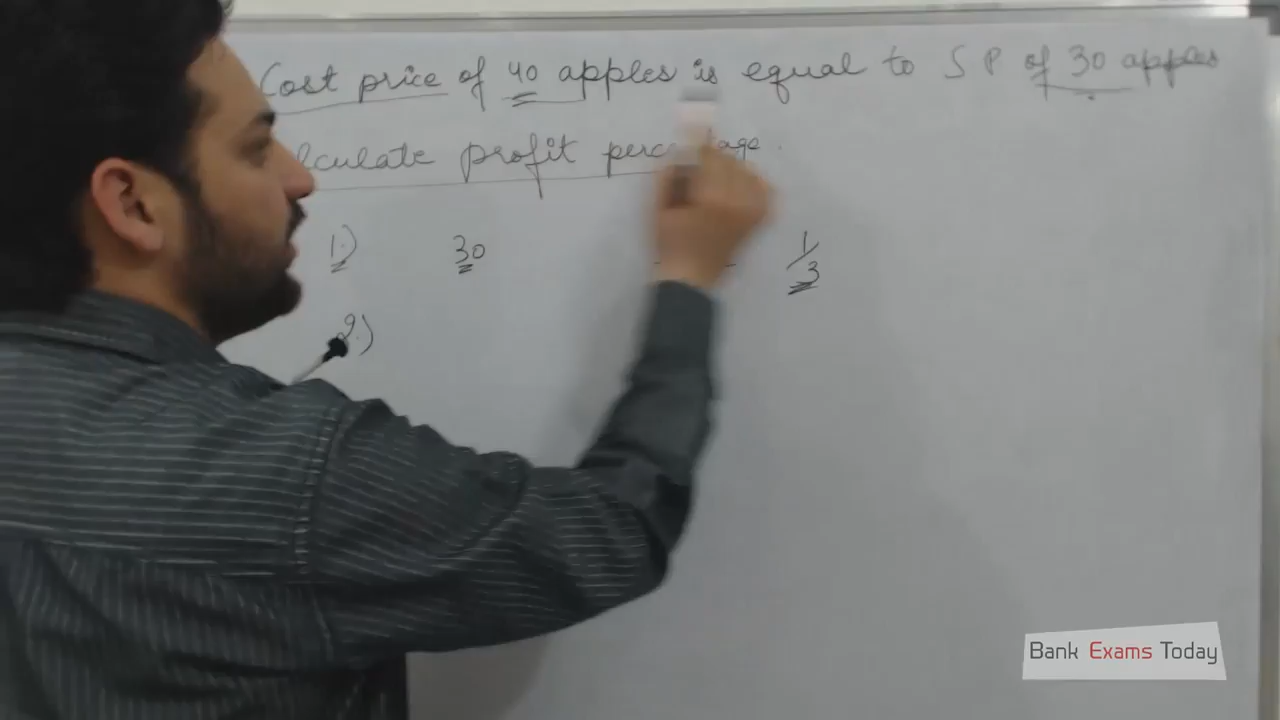 Cost price of 40 apples is equal to S P of 30 apples
lculate profit percentage.
1.) 30 1/3
2.)
Bank Exams Today